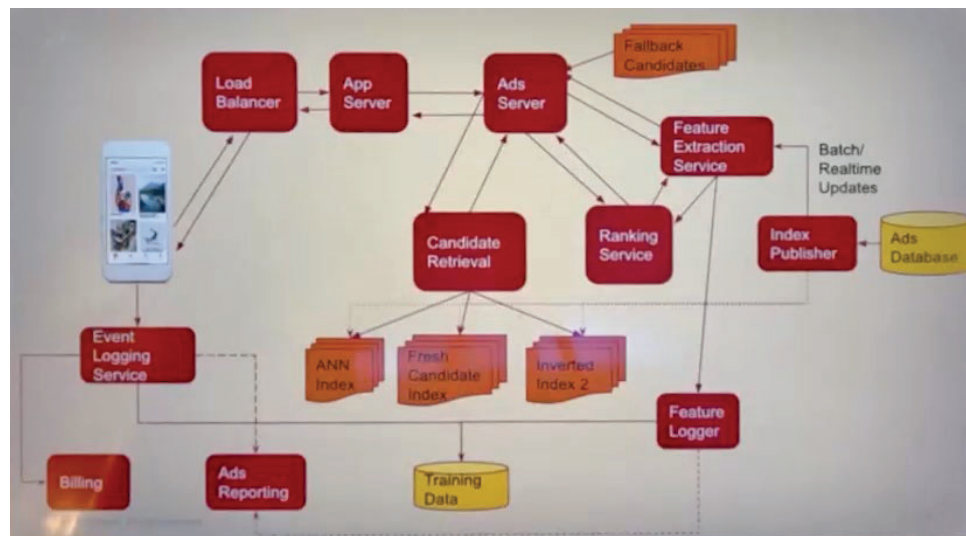 Fallback
Candidates
Load
Balancer
App
Server
Ads
Server
Feature
Extraction
Service
Batch/
Realtime
Updates
Candidate
Retrieval
Ranking
Service
Index
Publisher
Ads
Database
Event
Logging
Service
ANN
Index
Fresh
Candidate
Index
Inverted
Index 2
Feature
Logger
Billing
Ads
Reporting
Training
Data